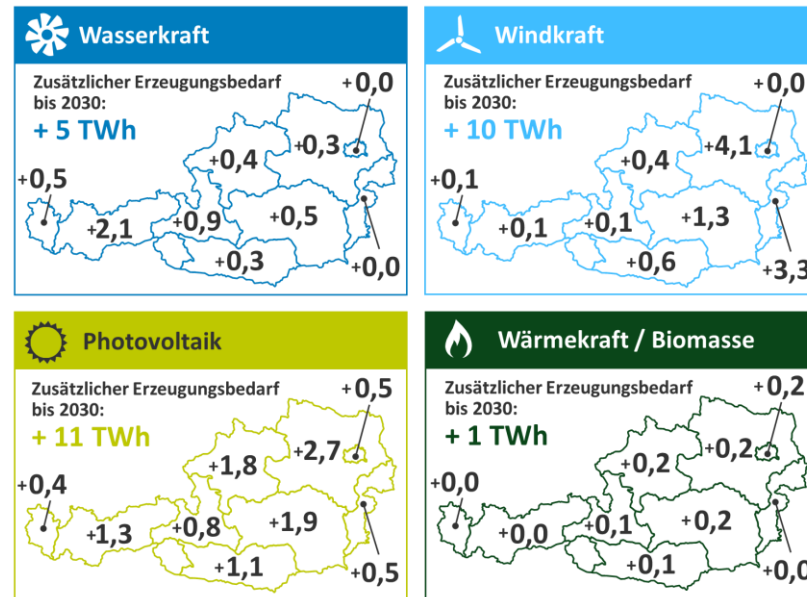 Wasserkraft
Zusätzlicher Erzeugungsbedarf
bis 2030:
+ 5 TWh
+0,0
+0,3
+0,4
+0,5
+0,5
+0,9
+2,1
+0,3
+0,0
Windkraft
Zusätzlicher Erzeugungsbedarf
bis 2030:
+ 10 TWh
+0,0
+4,1
+0,4
+0,1
+1,3
+0,1
+0,1
+0,6
+3,3
Photovoltaik
Zusätzlicher Erzeugungsbedarf
bis 2030:
+ 11 TWh
+0,5
+2,7
+1,8
+0,4
+1,9
+0,8
+1,3
+1,1
+0,5
Wärmekraft / Biomasse
Zusätzlicher Erzeugungsbedarf
bis 2030:
+ 1 TWh
+0,2
+0,2
+0,2
+0,0
+0,2
+0,1
+0,0
+0,1
+0,0